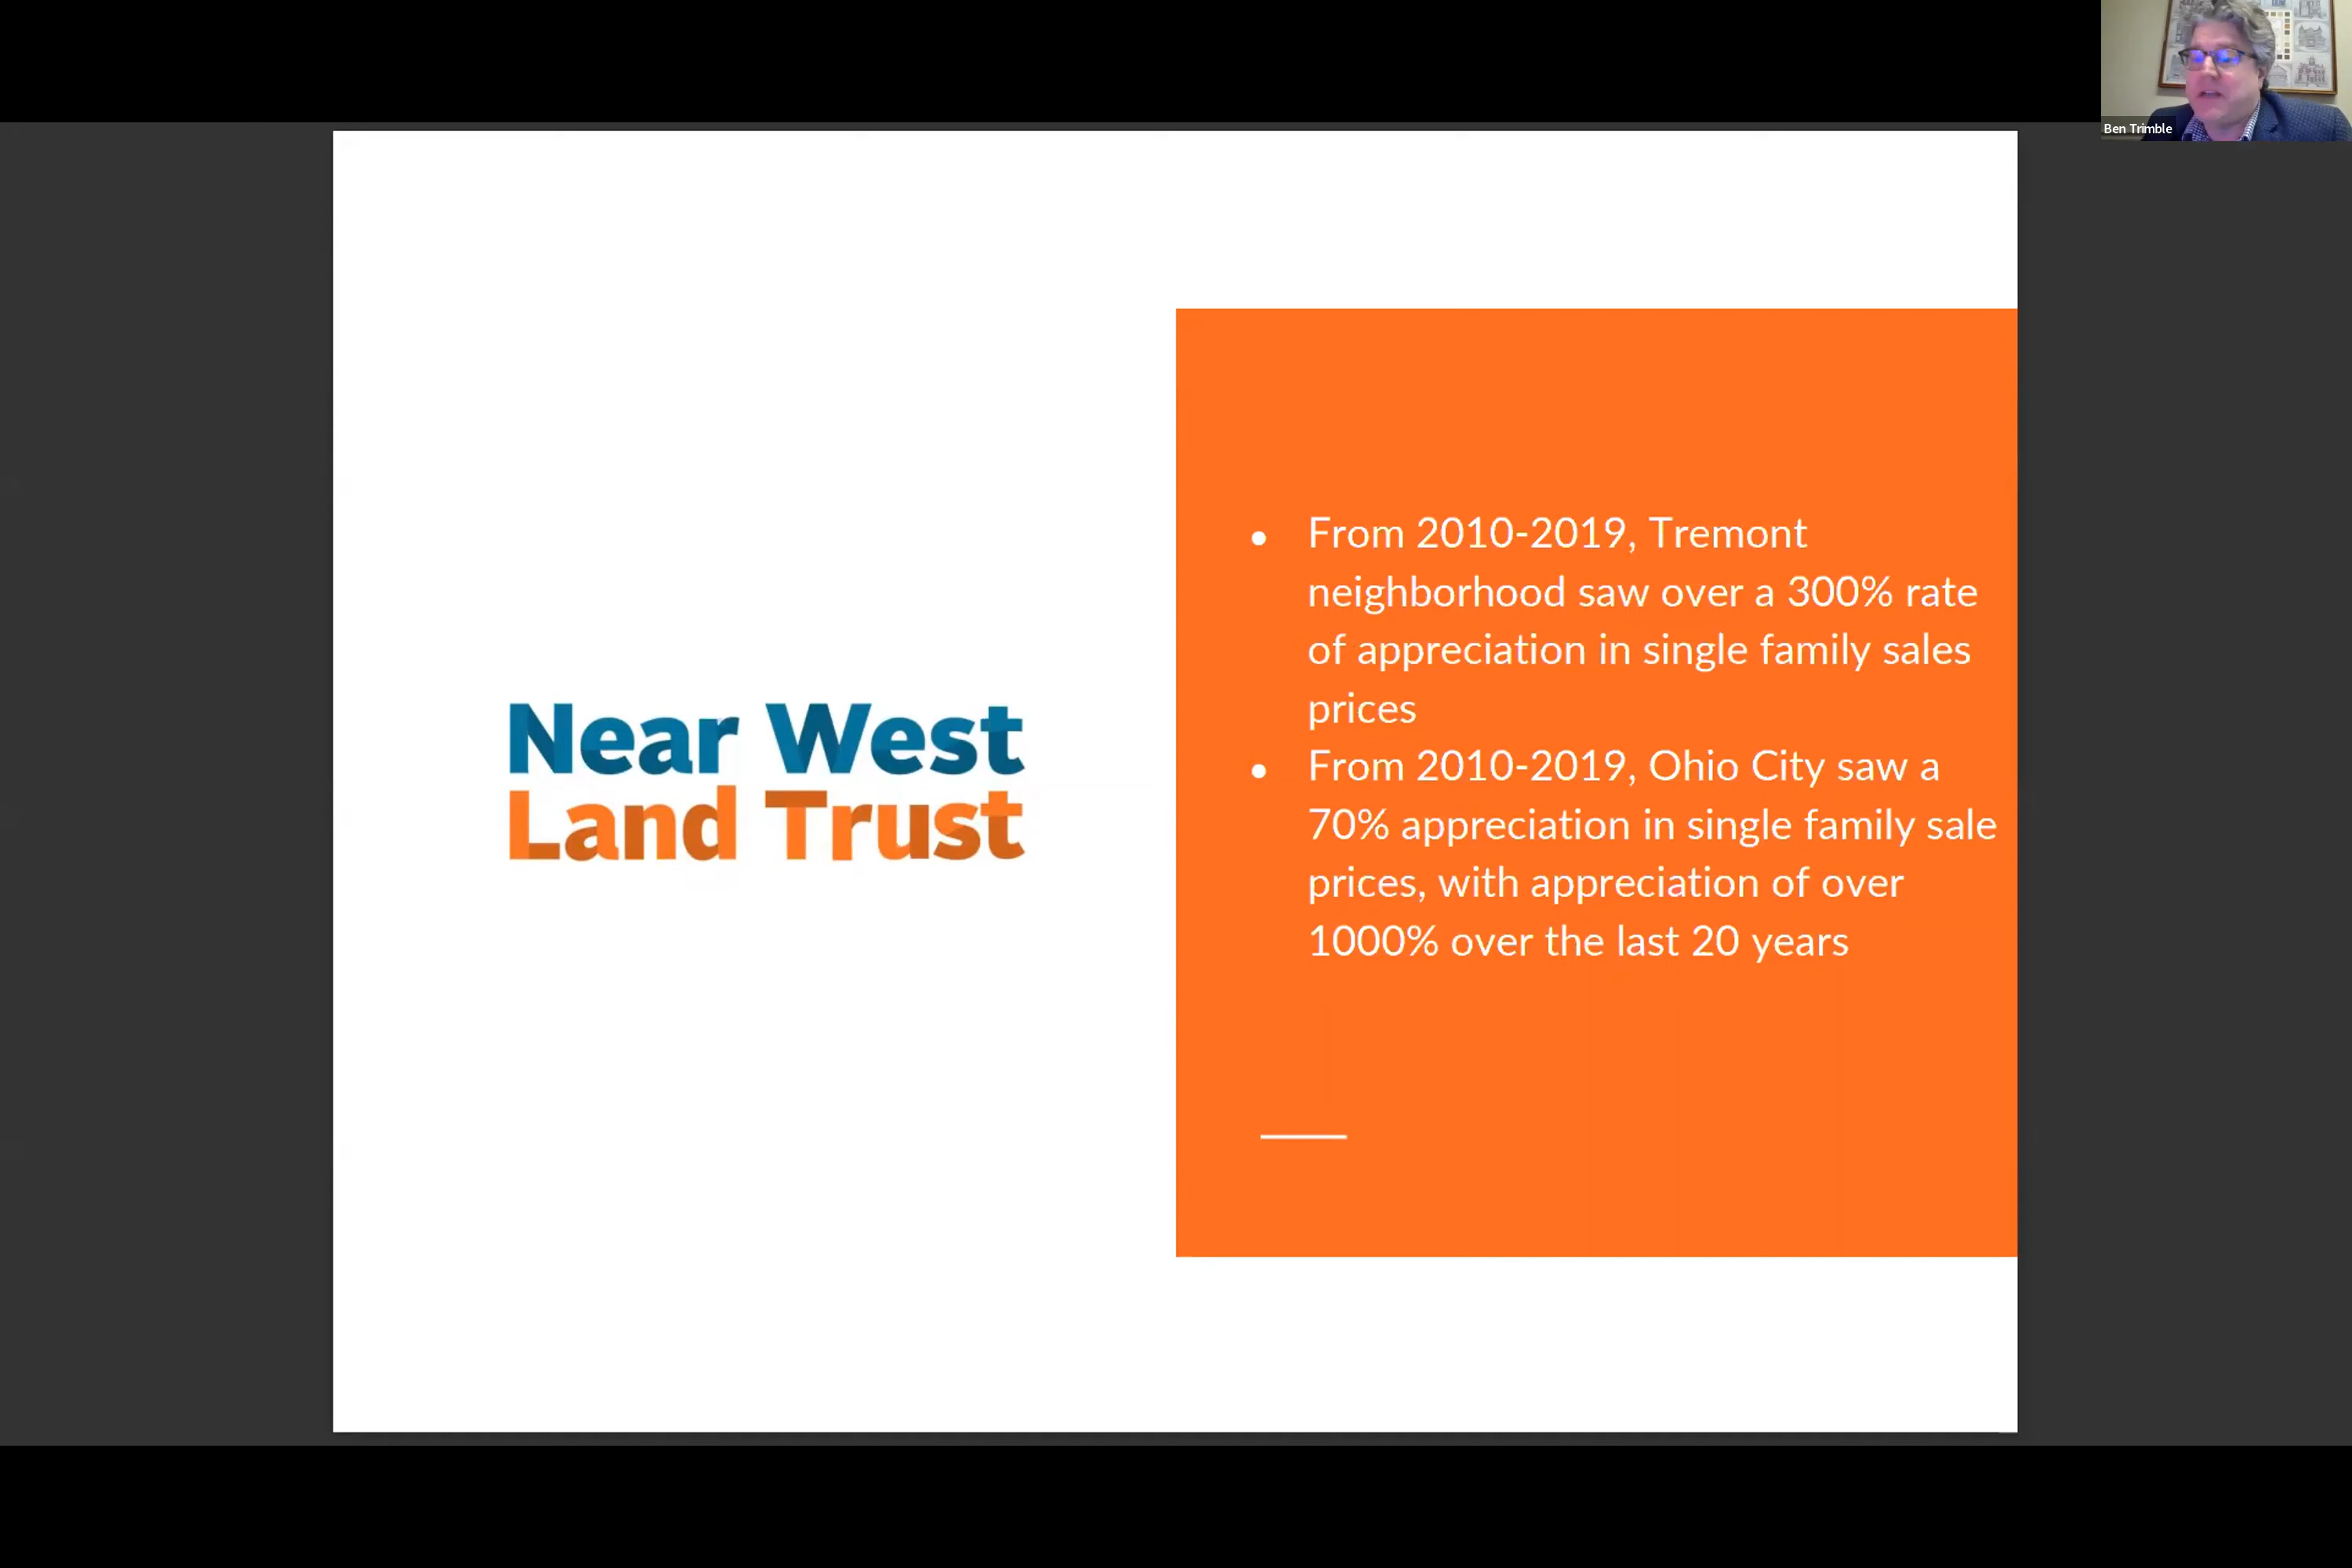 Ben Trimble
Near West
Land Trust
• From 2010-2019, Tremont
neighborhood saw over a 300% rate
of appreciation in single family sales
prices
• From 2010-2019, Ohio City saw a
70% appreciation in single family sale
prices, with appreciation of over
1000% over the last 20 years